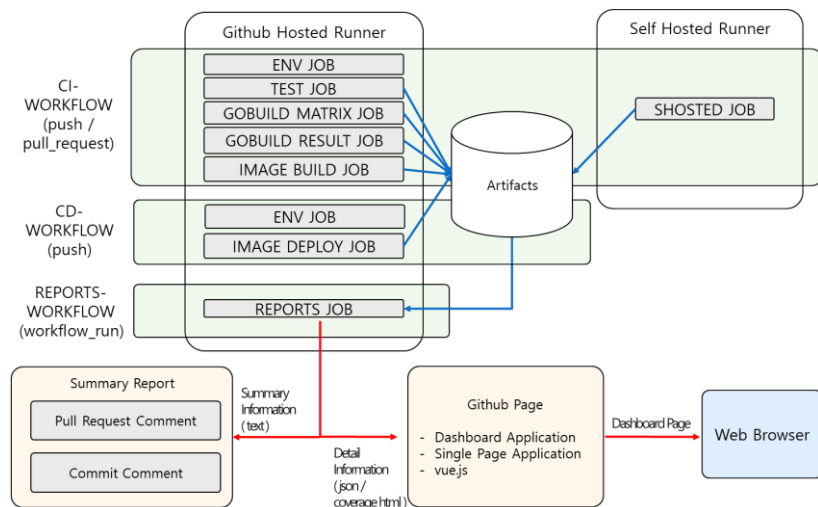 Github Hosted Runner
Self Hosted Runner
CI-
WORKFLOW
(push /
pull_request)
ENV JOB
TEST JOB
GOBUILD MATRIX JOB
GOBUILD RESULT JOB
IMAGE BUILD JOB
SHOSTED JOB
Artifacts
CD-
WORKFLOW
(push)
ENV JOB
IMAGE DEPLOY JOB
REPORTS-
WORKFLOW
(workflow_run)
REPORTS JOB
Summary Report
Pull Request Comment
Commit Comment
Summary
Information
(text)
Detail
Information
(json /
coverage html)
Github Page
- Dashboard Application
- Single Page Application
- vue.js
Dashboard Page
Web Browser